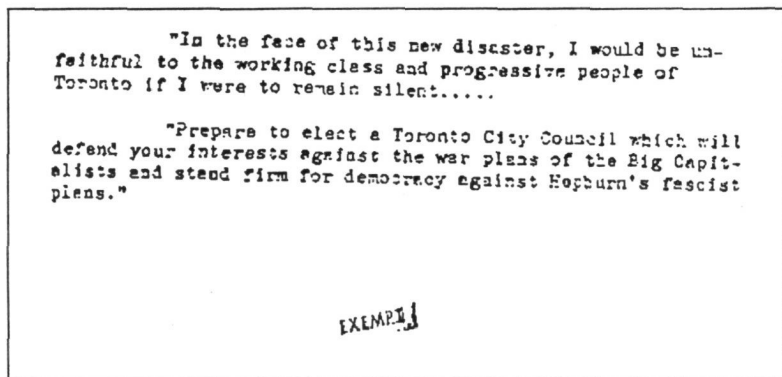 "In the face of this new disaster, I would be un-
faithful to the working class and progressive people of
Toronto if I were to remain silent.....
"Prepare to elect a Toronto City Council which will
defend your interests against the war plans of the Big Capit-
alists and stand firm for democracy against Hepburn's fascist
plans."
EXEMP.